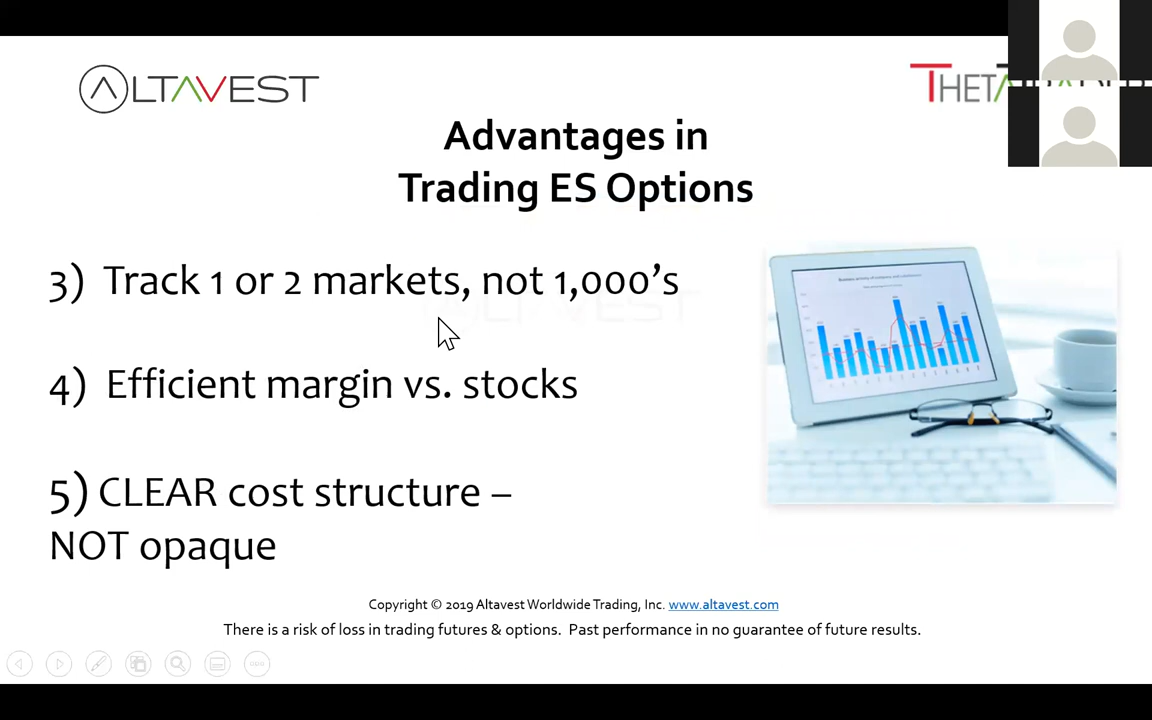 ALTAVEST
THETA
Advantages in
Trading ES Options
3) Track 1 or 2 markets, not 1,000's
4) Efficient margin vs. stocks
5) CLEAR cost structure –
NOT opaque
Copyright © 2019 Altavest Worldwide Trading, Inc. www.altavest.com
There is a risk of loss in trading futures & options. Past performance in no guarantee of future results.